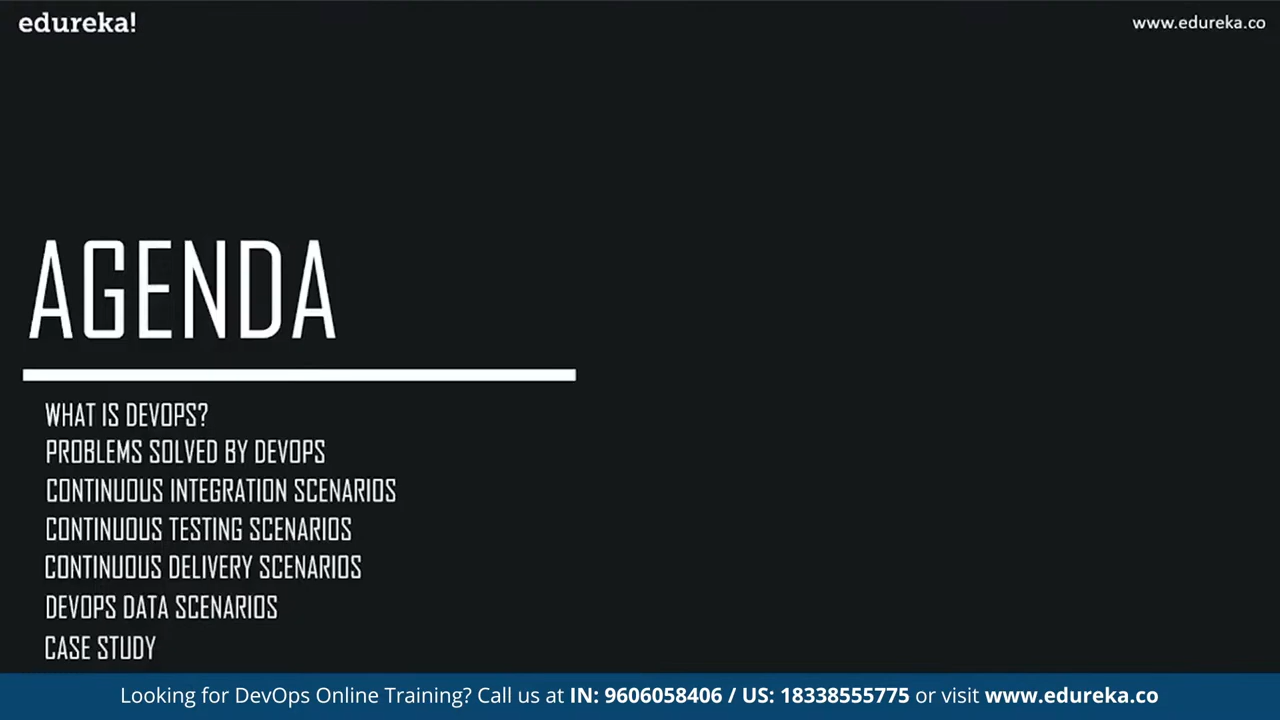 edureka!
www.edureka.co
AGENDA
WHAT IS DEVOPS?
PROBLEMS SOLVED BY DEVOPS
CONTINUOUS INTEGRATION SCENARIOS
CONTINUOUS TESTING SCENARIOS
CONTINUOUS DELIVERY SCENARIOS
DEVOPS DATA SCENARIOS
CASE STUDY
Looking for DevOps Online Training? Call us at IN: 9606058406 / US: 18338555775 or visit www.edureka.co